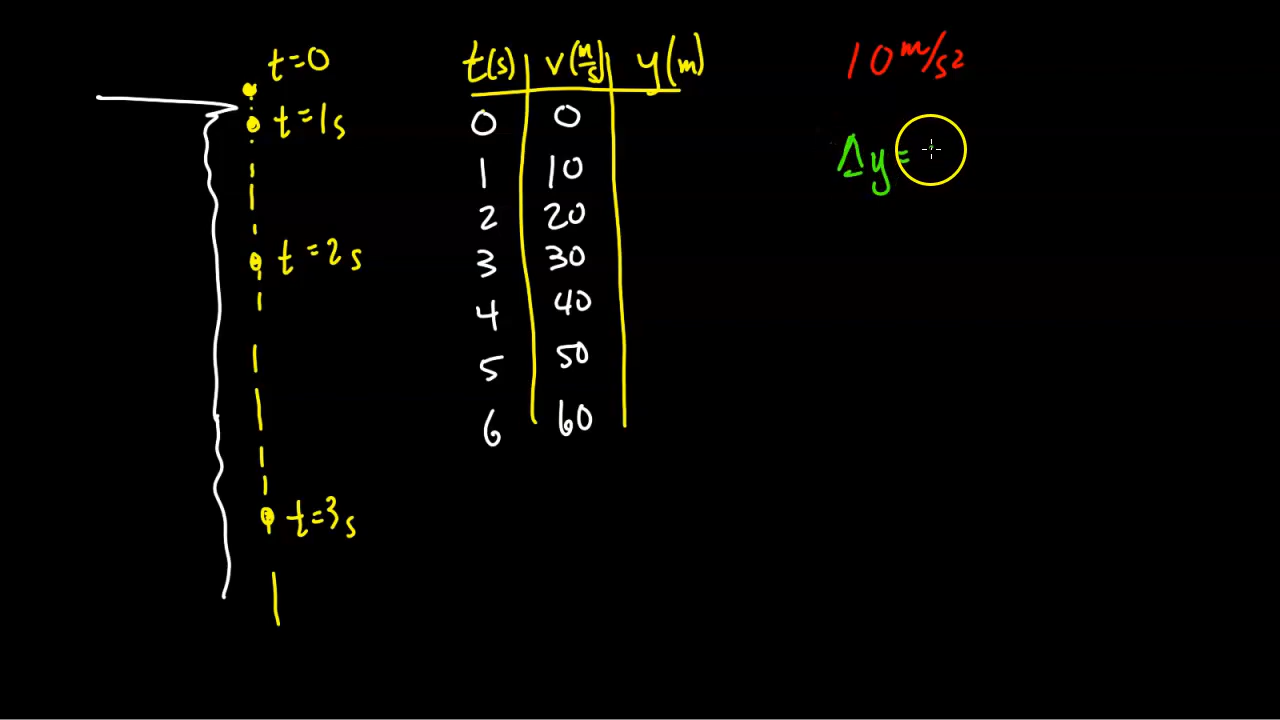 t=0
t=1s
t=2s
t=3s
t(s) v(m/s) y(m)
0 0
1 10
2 20
3 30
4 40
5 50
6 60
10 m/s²
Δy=